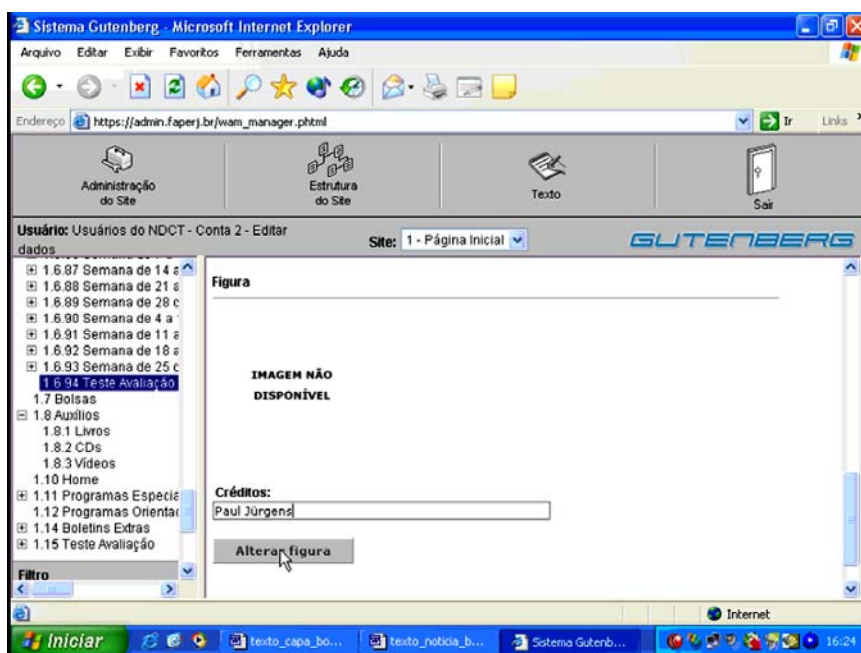 Sistema Gutenberg - Microsoft Internet Explorer
Arquivo Editar Exibir Favoritos Ferramentas Ajuda
Endereço https://admin.faperj.br/wam_manager.phtml Ir Links
Administração do Site
Estrutura do Site
Texto
Sair
Usuário: Usuários do NDCT - Conta 2 - Editar dados
Site: 1 - Página Inicial
GUTENBERG
1.6.87 Semana de 14 a
1.6.88 Semana de 21 a
1.6.89 Semana de 28 c
1.6.90 Semana de 4 a
1.6.91 Semana de 11 a
1.6.92 Semana de 18 a
1.6.93 Semana de 25 c
1.6.94 Teste Avaliação
1.7 Bolsas
1.8 Auxílios
1.8.1 Livros
1.8.2 CDs
1.8.3 Vídeos
1.10 Home
1.11 Programas Especia
1.12 Programas Orientac
1.14 Boletins Extras
1.15 Teste Avaliação
Filtro
Figura
IMAGEM NÃO
DISPONÍVEL
Créditos:
Paul Jürgens
Alterar figura
Internet
Iniciar texto_capa_bo... texto_noticia_b... Sistema Gutenb... 16:24